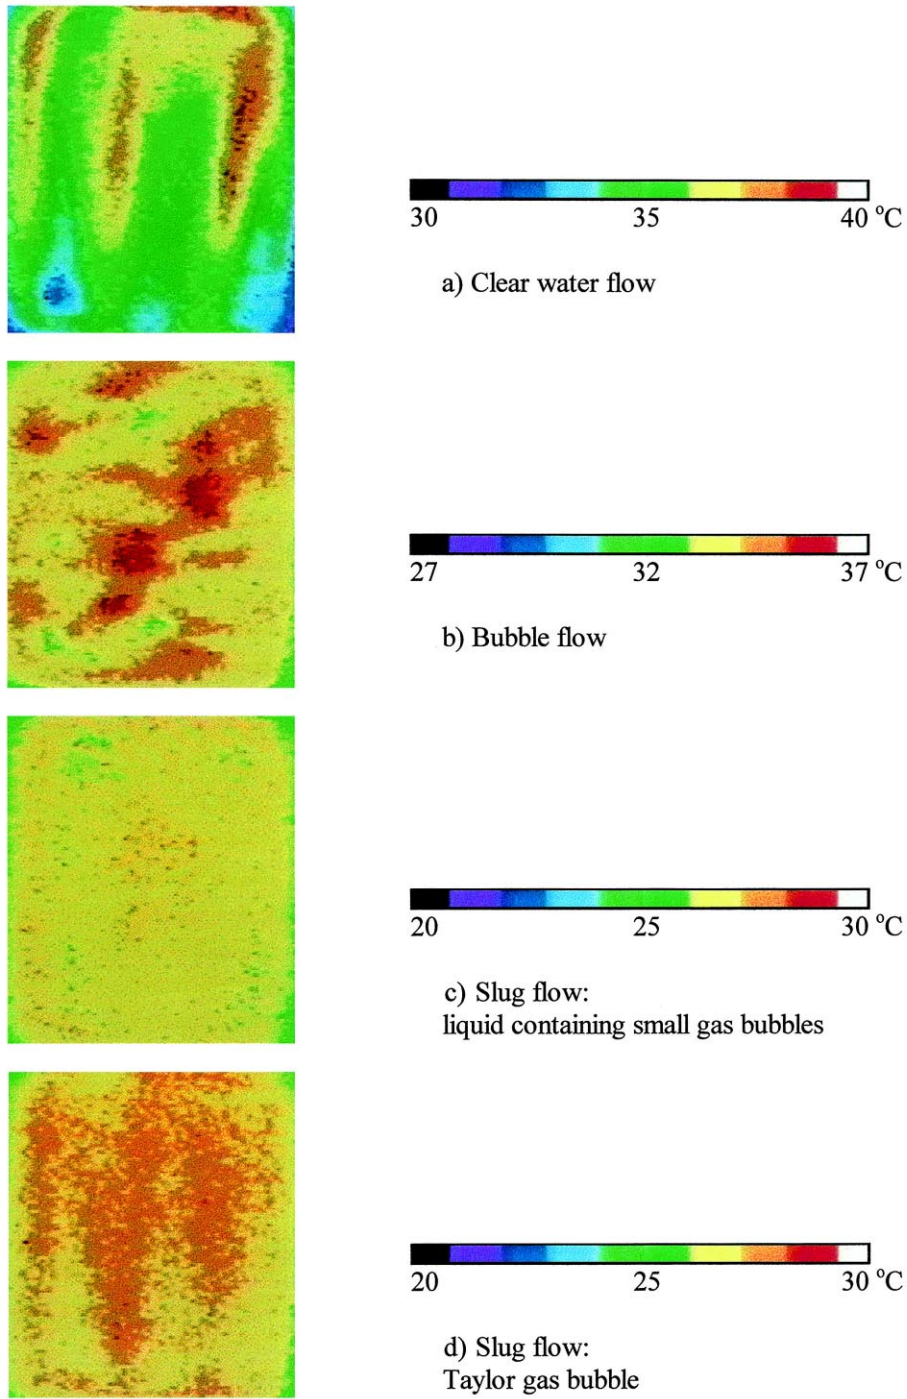 30 35 40 °C
a) Clear water flow
27 32 37 °C
b) Bubble flow
20 25 30 °C
c) Slug flow:
liquid containing small gas bubbles
20 25 30 °C
d) Slug flow:
Taylor gas bubble